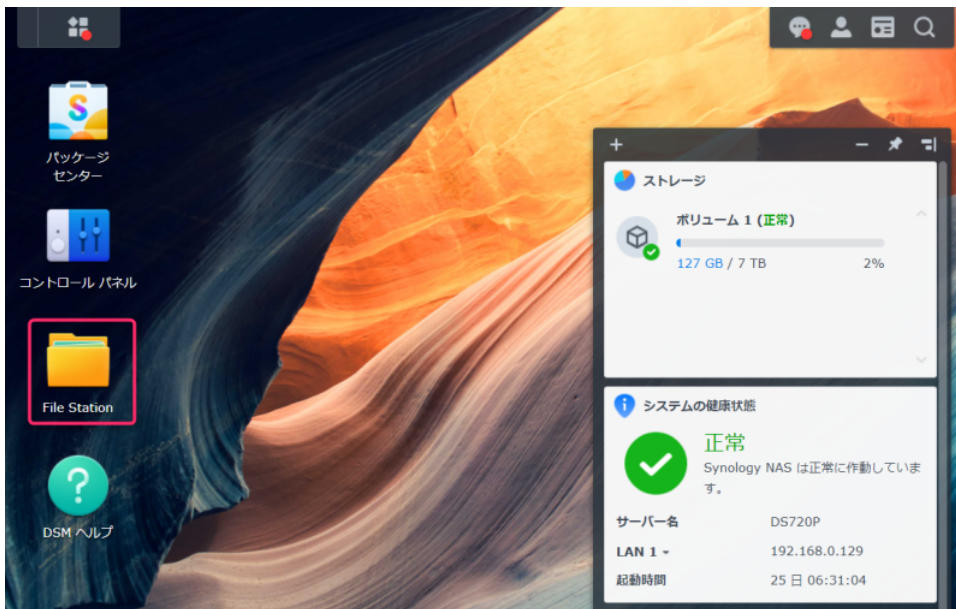 パッケージ
センター
コントロール パネル
File Station
DSM ヘルプ
ストレージ
ボリューム 1 (正常)
127 GB / 7 TB 2%
システムの健康状態
正常
Synology NAS は正常に作動していま
す。
サーバー名 DS720P
LAN 1 192.168.0.129
起動時間 25 日 06:31:04